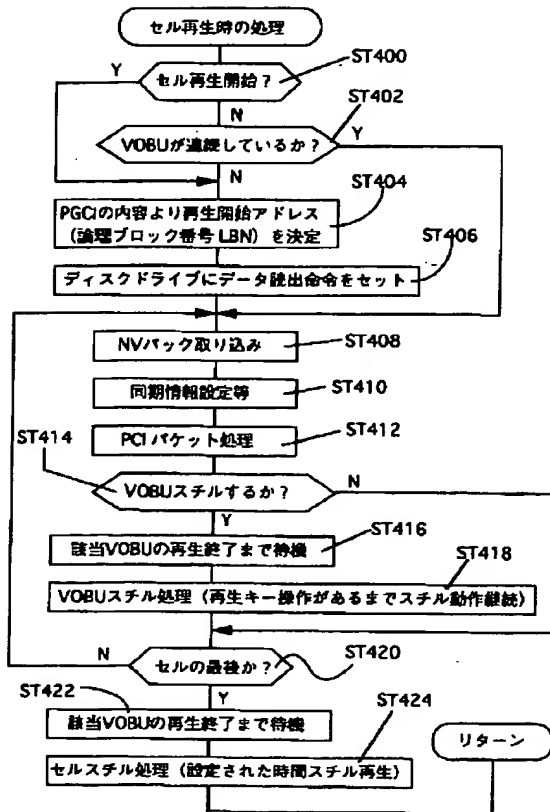 セル再生時の処理
ST400
Y
セル再生開始?
N
ST402
VOBUが連続しているか?
Y
N
ST404
PGCIの内容より再生開始アドレス
(論理ブロック番号 LBN) を決定
ST406
ディスクドライブにデータ読出命令をセット
NVパック取り込み
ST408
同期情報設定等
ST410
PCI パケット処理
ST412
ST414
VOBUスチルするか?
N
Y
ST416
該当VOBUの再生終了まで待機
ST418
VOBUスチル処理 (再生キー操作があるまでスチル動作継続)
N
セルの最後か?
ST420
ST422
Y
該当VOBUの再生終了まで待機
ST424
セルスチル処理 (設定された時間スチル再生)
リターン